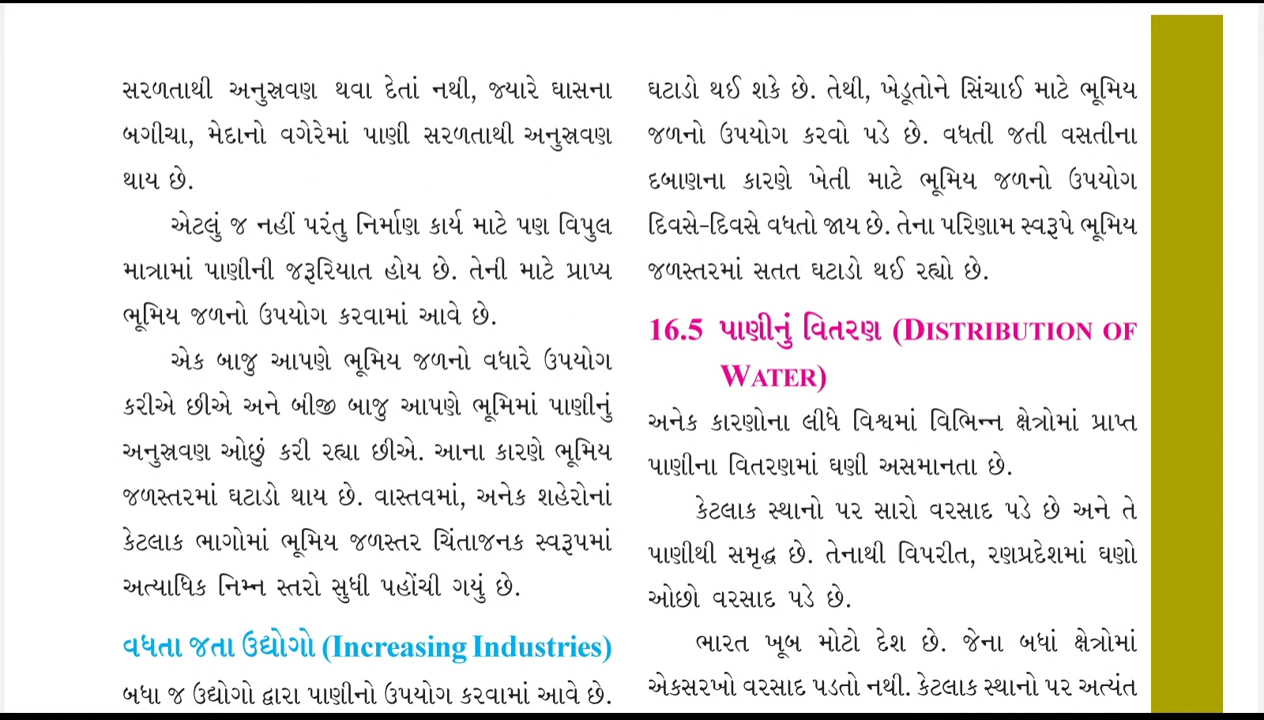 સરળતાથી અનુસ્રવણ થવા દેતાં નથી, જ્યારે ઘાસના
બગીચા, મેદાનો વગેરેમાં પાણી સરળતાથી અનુસ્રવણ
થાય છે.
એટલું જ નહીં પરંતુ નિર્માણ કાર્ય માટે પણ વિપુલ
માત્રામાં પાણીની જરૂરિયાત હોય છે. તેની માટે પ્રાપ્ય
ભૂમિય જળનો ઉપયોગ કરવામાં આવે છે.
એક બાજુ આપણે ભૂમિય જળનો વધારે ઉપયોગ
કરીએ છીએ અને બીજી બાજુ આપણે ભૂમિમાં પાણીનું
અનુસ્રવણ ઓછું કરી રહ્યા છીએ. આના કારણે ભૂમિય
જળસ્તરમાં ઘટાડો થાય છે. વાસ્તવમાં, અનેક શહેરોનાં
કેટલાક ભાગોમાં ભૂમિય જળસ્તર ચિંતાજનક સ્વરૂપમાં
અત્યાધિક નિમ્ન સ્તરો સુધી પહોંચી ગયું છે.
વધતા જતા ઉદ્યોગો (Increasing Industries)
બધા જ ઉદ્યોગો દ્વારા પાણીનો ઉપયોગ કરવામાં આવે છે.
ઘટાડો થઈ શકે છે. તેથી, ખેડૂતોને સિંચાઈ માટે ભૂમિય
જળનો ઉપયોગ કરવો પડે છે. વધતી જતી વસતીના
દબાણના કારણે ખેતી માટે ભૂમિય જળનો ઉપયોગ
દિવસે-દિવસે વધતો જાય છે. તેના પરિણામ સ્વરૂપે ભૂમિય
જળસ્તરમાં સતત ઘટાડો થઈ રહ્યો છે.
16.5 પાણીનું વિતરણ (DISTRIBUTION OF
WATER)
અનેક કારણોના લીધે વિશ્વમાં વિભિન્ન ક્ષેત્રોમાં પ્રાપ્ત
પાણીના વિતરણમાં ઘણી અસમાનતા છે.
કેટલાક સ્થાનો પર સારો વરસાદ પડે છે અને તે
પાણીથી સમૃદ્ધ છે. તેનાથી વિપરીત, રણપ્રદેશમાં ઘણો
ઓછો વરસાદ પડે છે.
ભારત ખૂબ મોટો દેશ છે. જેના બધાં ક્ષેત્રોમાં
એકસરખો વરસાદ પડતો નથી. કેટલાક સ્થાનો પર અત્યંત